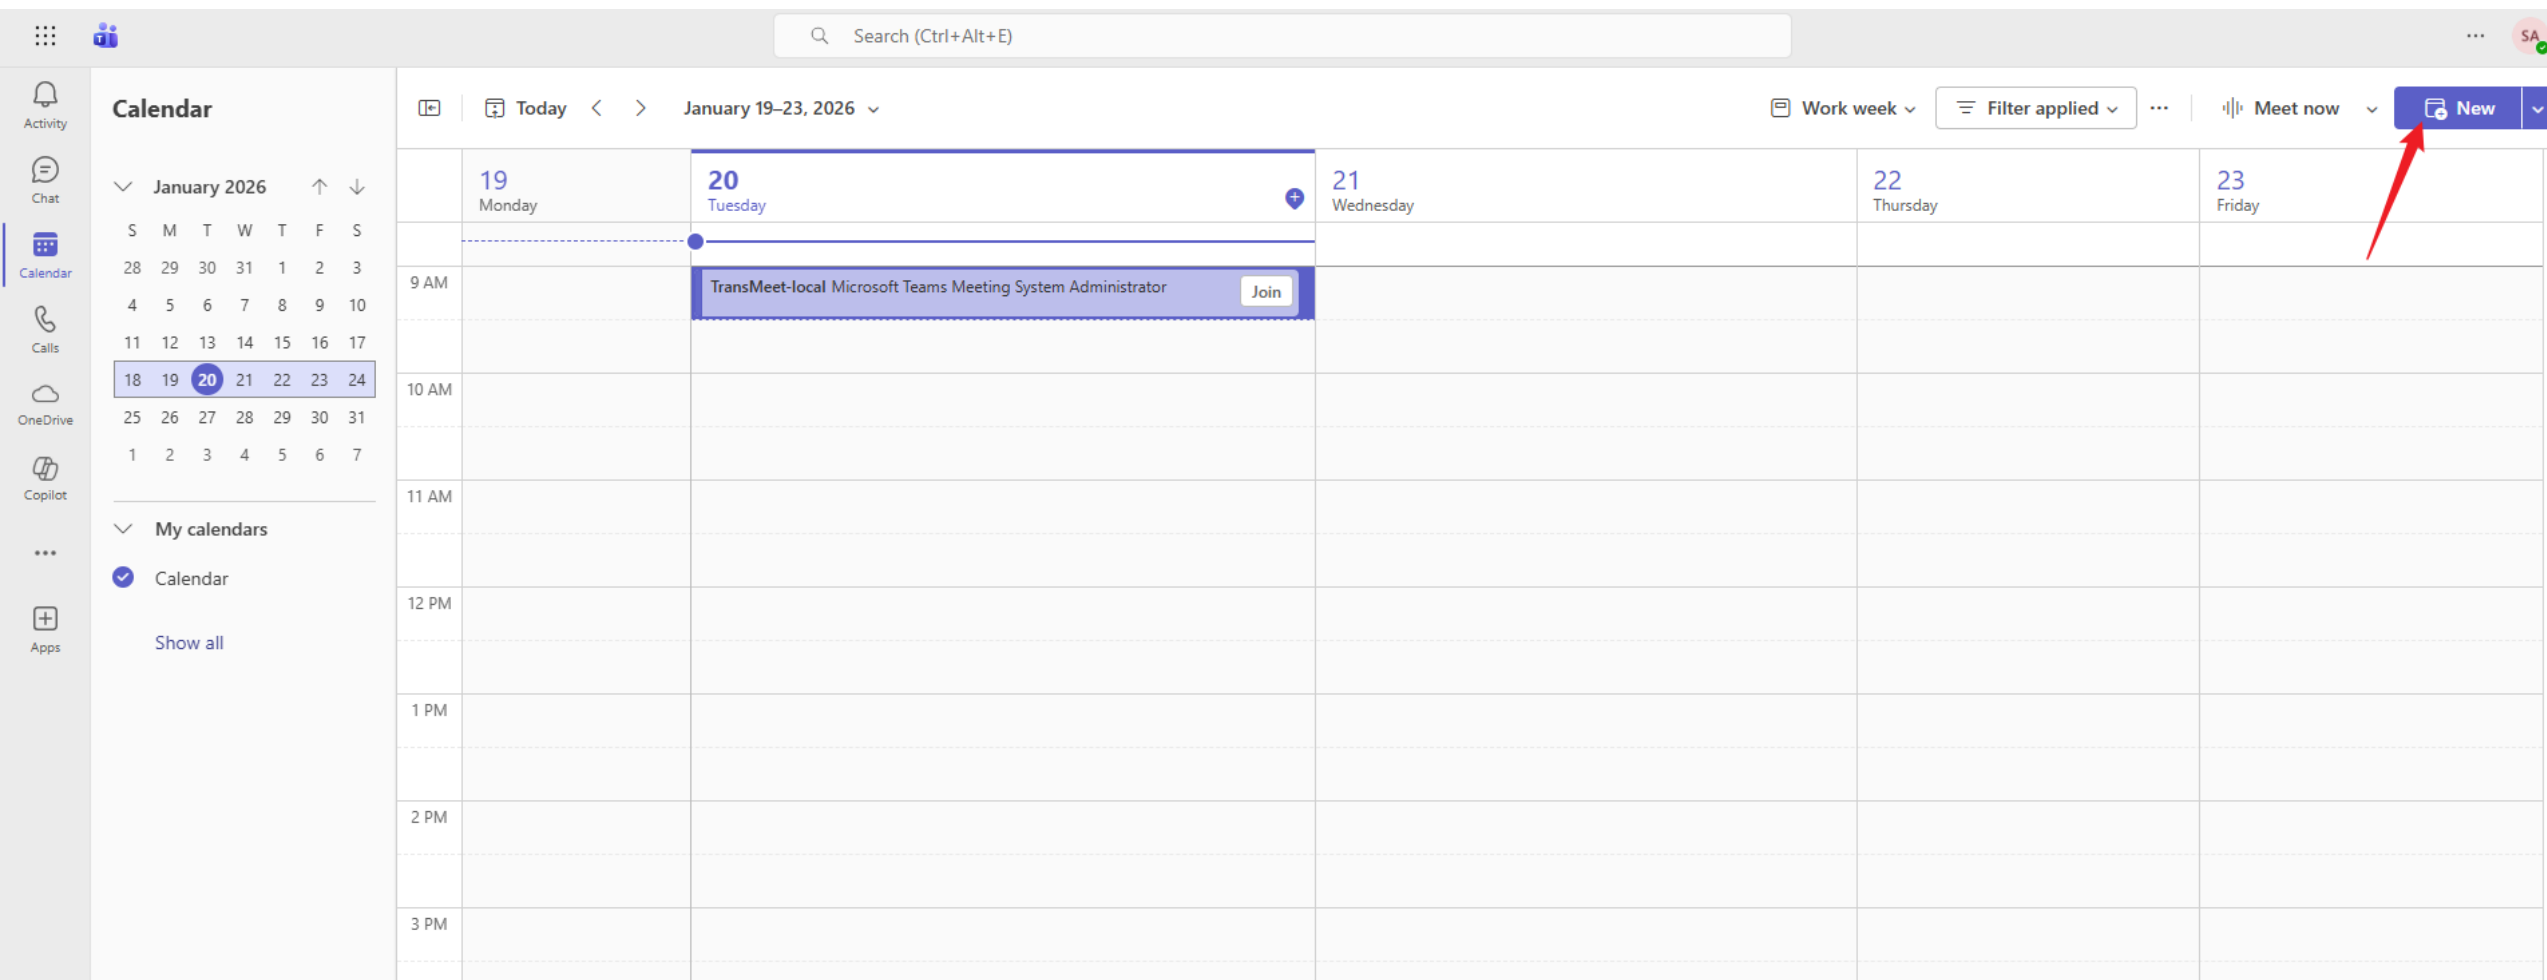 Search (Ctrl+Alt+E)
SA
Activity
Chat
Calendar
Calls
OneDrive
Copilot
Apps
Calendar
January 2026
S M T W T F S
28 29 30 31 1 2 3
4 5 6 7 8 9 10
11 12 13 14 15 16 17
18 19 20 21 22 23 24
25 26 27 28 29 30 31
1 2 3 4 5 6 7
My calendars
Calendar
Show all
Today
January 19–23, 2026
Work week
Filter applied
Meet now
New
19
Monday
20
Tuesday
21
Wednesday
22
Thursday
23
Friday
9 AM
TransMeet-local Microsoft Teams Meeting System Administrator
Join
10 AM
11 AM
12 PM
1 PM
2 PM
3 PM